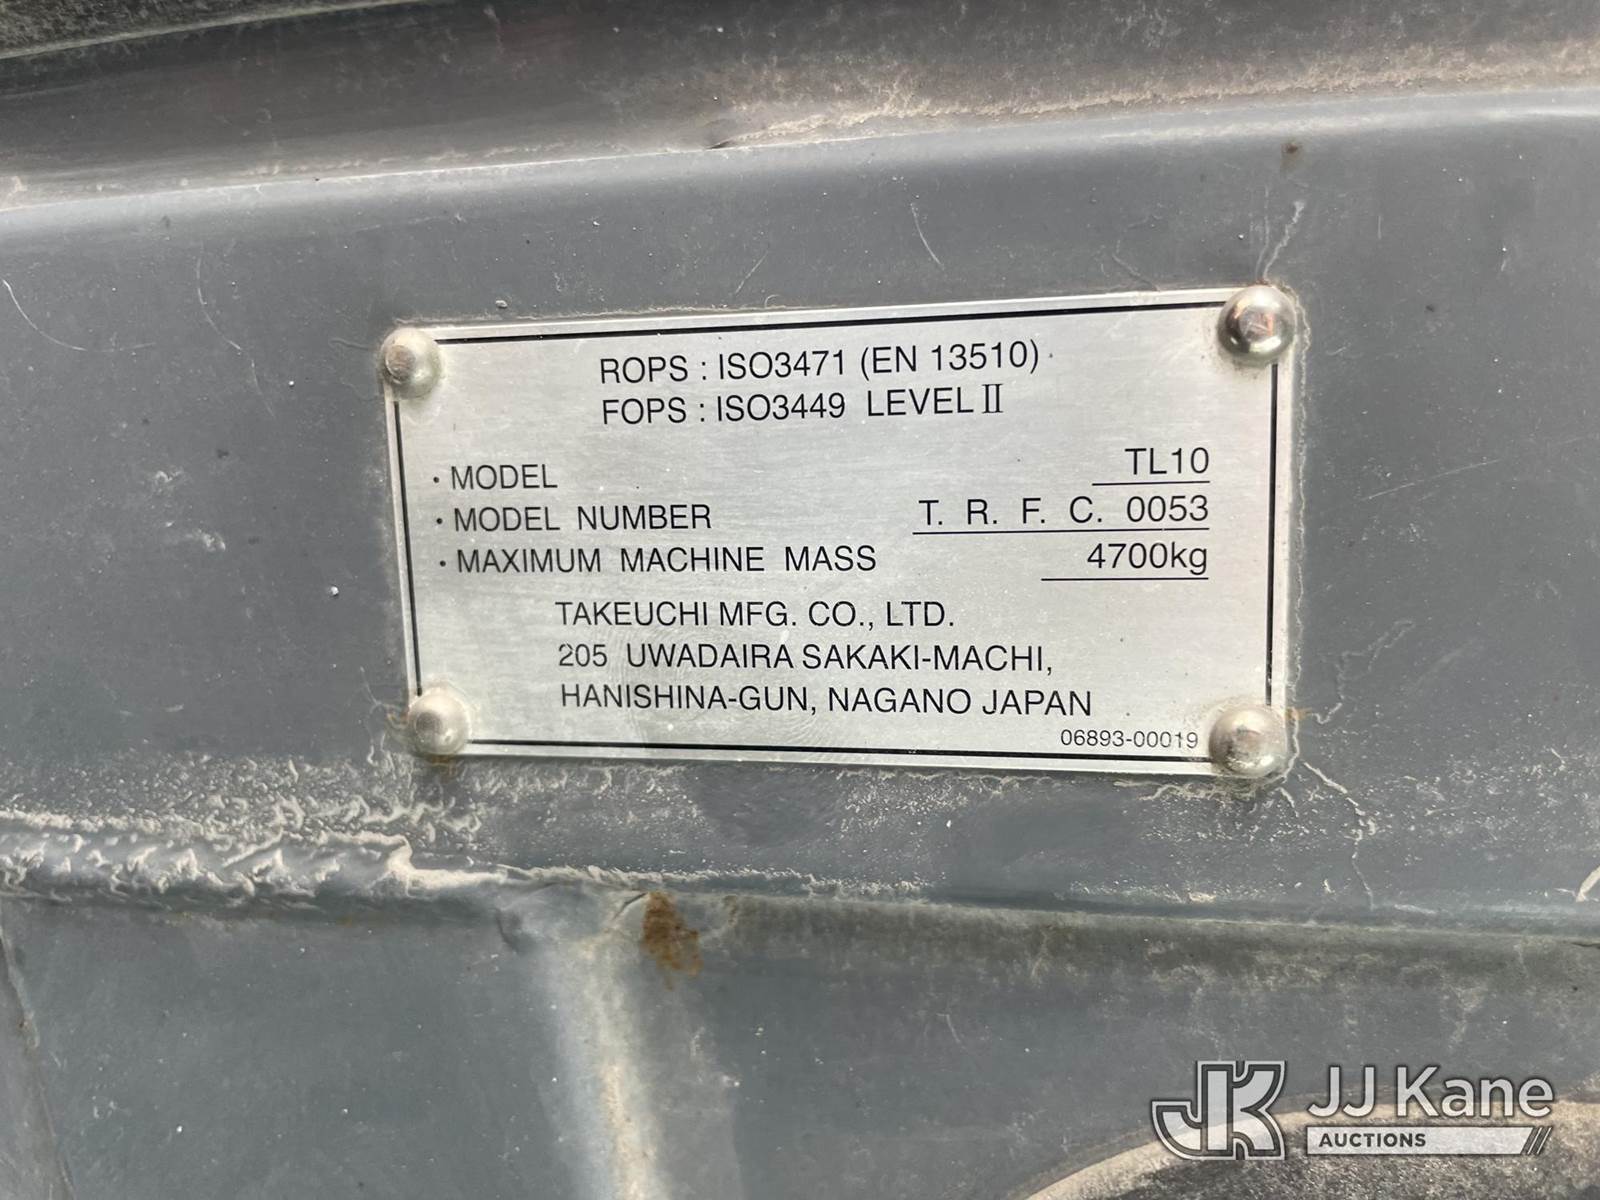 ROPS : ISO3471 (EN 13510)
FOPS : ISO3449 LEVEL II
· MODEL TL10
· MODEL NUMBER T. R. F. C. 0053
· MAXIMUM MACHINE MASS 4700kg
TAKEUCHI MFG. CO., LTD.
205 UWADAIRA SAKAKI-MACHI,
HANISHINA-GUN, NAGANO JAPAN
06893-00019
JK JJ Kane
AUCTIONS